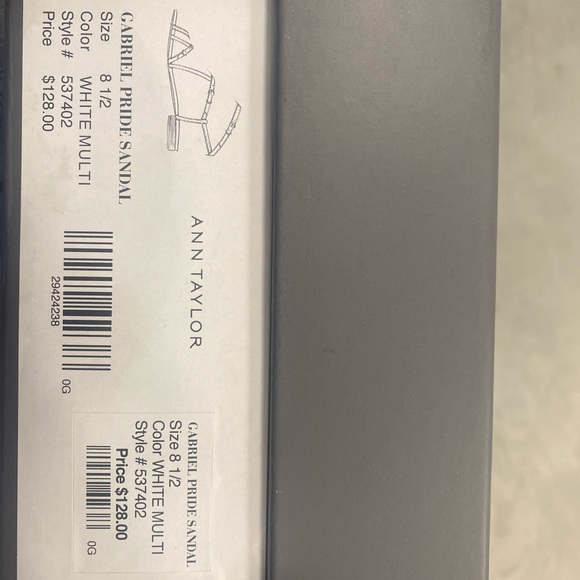 GABRIEL PRIDE SANDAL
Size 8 1/2
Color WHITE MULTI
Style # 537402
Price $128.00
ANN TAYLOR
29424238
0G
GABRIEL PRIDE SANDAL
Size 8 1/2
Color WHITE MULTI
Style # 537402
Price $128.00
0G